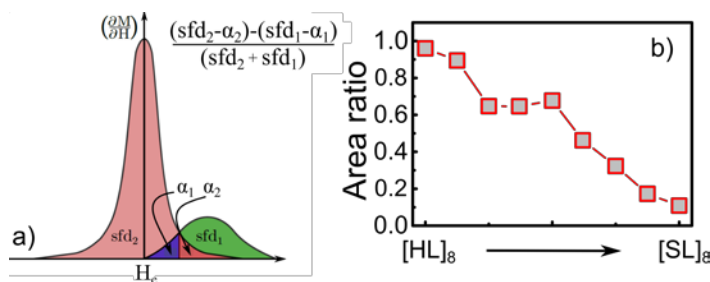 (∂M/∂H)
(sfd₂-α₂)-(sfd₁-α₁)
(sfd₂+sfd₁)
α₁ α₂
sfd₂
sfd₁
a)
H꜀
b)
Area ratio
1.0
0.8
0.6
0.4
0.2
0.0
[HL]₈
[SL]₈